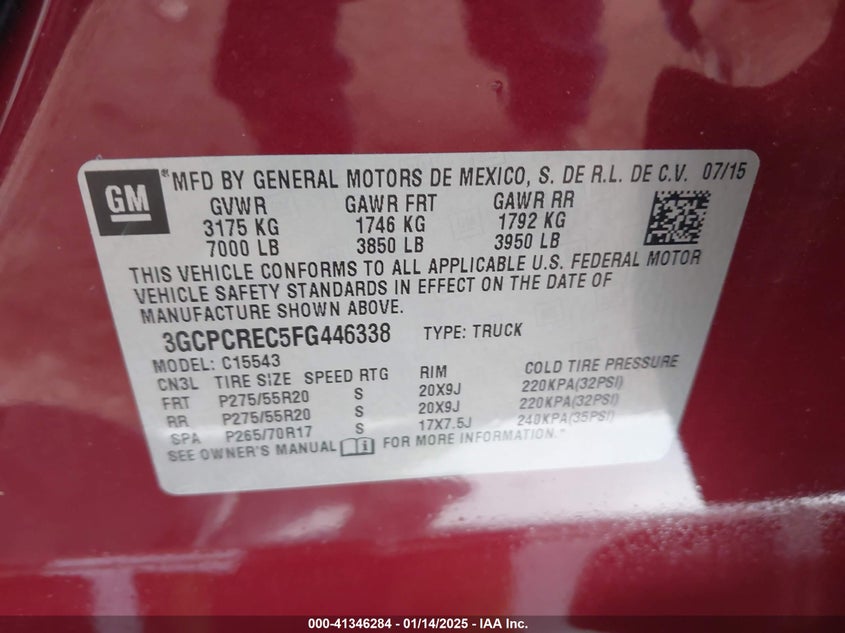 GM ® MFD BY GENERAL MOTORS DE MEXICO, S. DE R.L. DE C.V. 07/15
GVWR GAWR FRT GAWR RR
3175 KG 1746 KG 1792 KG
7000 LB 3850 LB 3950 LB
THIS VEHICLE CONFORMS TO ALL APPLICABLE U.S. FEDERAL MOTOR
VEHICLE SAFETY STANDARDS IN EFFECT ON THE DATE OF
MANUFACTURE SHOWN ABOVE.
3GCPCREC5FG446338 TYPE: TRUCK
MODEL: C15543
CN3L TIRE SIZE SPEED RTG RIM COLD TIRE PRESSURE
FRT P275/55R20 S 20X9J 220KPA(32PSI)
RR P275/55R20 S 20X9J 220KPA(32PSI)
SPA P265/70R17 S 17X7.5J 240KPA(35PSI)
SEE OWNER'S MANUAL FOR MORE INFORMATION.
000-41346284 - 01/14/2025 - IAA Inc.